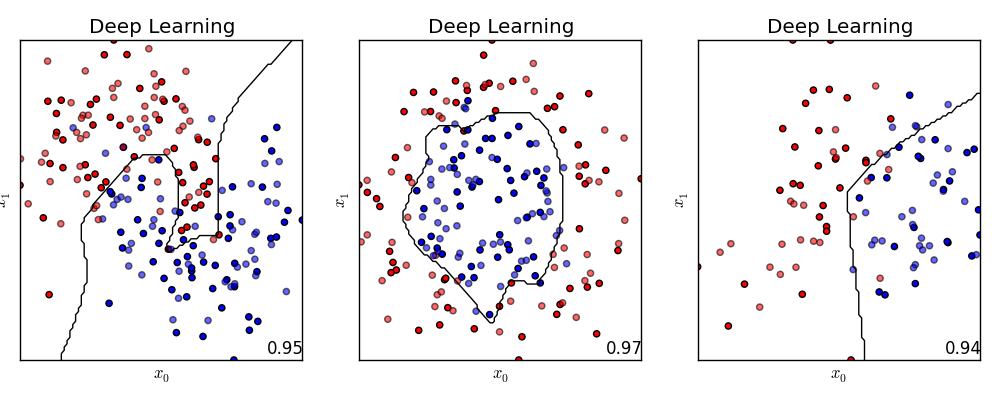 Deep Learning
x₁
0.95
x₀
Deep Learning
x₁
0.97
x₀
Deep Learning
x₁
0.94
x₀